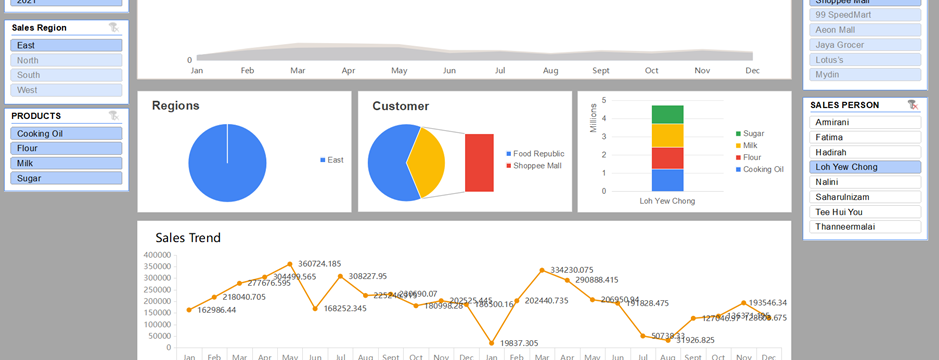 2021
Sales Region
East
North
South
West
PRODUCTS
Cooking Oil
Flour
Milk
Sugar
0
Jan Feb Mar Apr May Jun Jul Aug Sept Oct Nov Dec
Regions
East
Customer
Food Republic
Shoppee Mall
Millions
5
4
3
2
1
0
Loh Yew Chong
Sugar
Milk
Flour
Cooking Oil
Sales Trend
400000
350000
300000
250000
200000
150000
100000
50000
0
162986.44
218040.705
277676.595
304499.565
360724.185
168252.345
308227.95
180998.28
202525.445
186500.16
19837.305
202440.735
334230.075
290888.415
206950.94
191828.475
50738.33
31926.825
193546.34
Jan Feb Mar Apr May Jun Jul Aug Sept Oct Nov Dec Jan Feb Mar Apr May Jun Jul Aug Sept Oct Nov Dec
Shoppee Mall
99 SpeedMart
Aeon Mall
Jaya Grocer
Lotus's
Mydin
SALES PERSON
Armirani
Fatima
Hadirah
Loh Yew Chong
Nalini
Saharulnizam
Tee Hui You
Thanneermalai